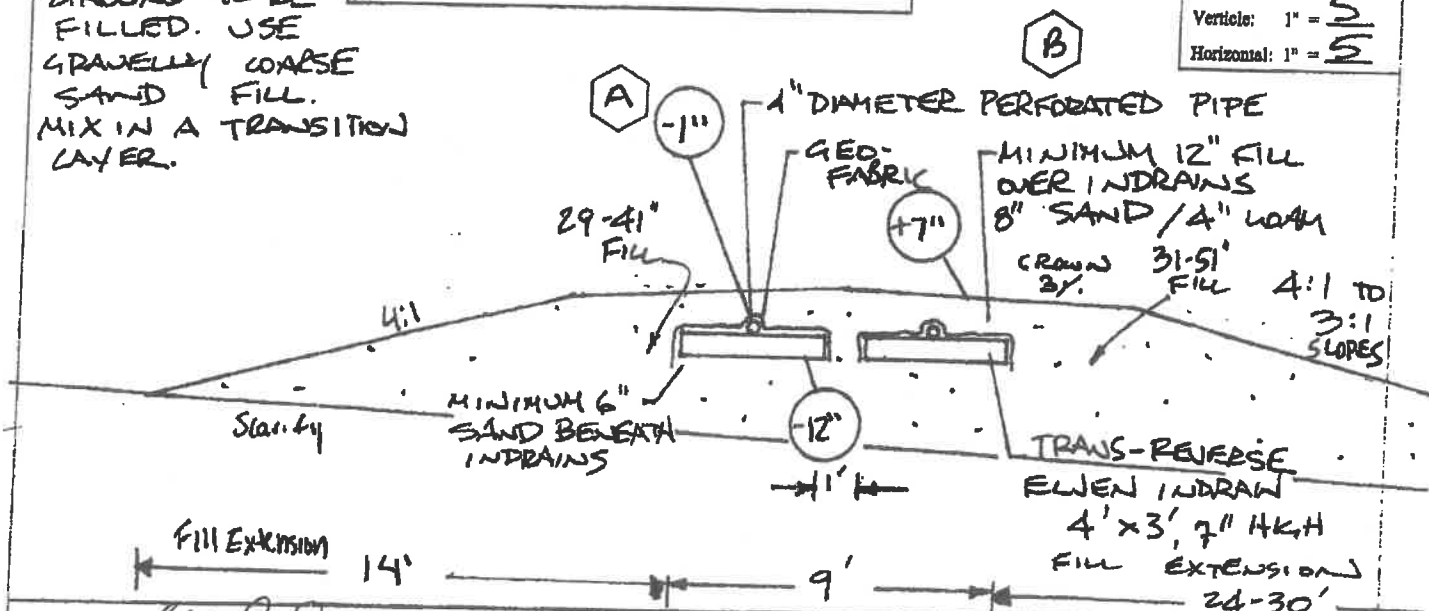 FILLED. USE
GRAVELLY COARSE
SAND FILL.
MIX IN A TRANSITION
LAYER.
Verticle: 1" = 5
Horizontal: 1" = 5
A
B
-1"
4" DIAMETER PERFORATED PIPE
GEO-
FABRIC
MINIMUM 12" FILL
OVER INDRAINS
8" SAND / 4" LOAM
+7"
29-41"
FILL
CROWN
3%
31-51"
FILL
4:1 TO
3:1
SLOPES
4:1
Scarify
MINIMUM 6"
SAND BENEATH
INDRAINS
-12"
1'
TRANS-REVERSE
ELJEN INDRAIN
4' x 3', 7" HIGH
Fill Extension
14'
9'
FILL EXTENSION
24-30'